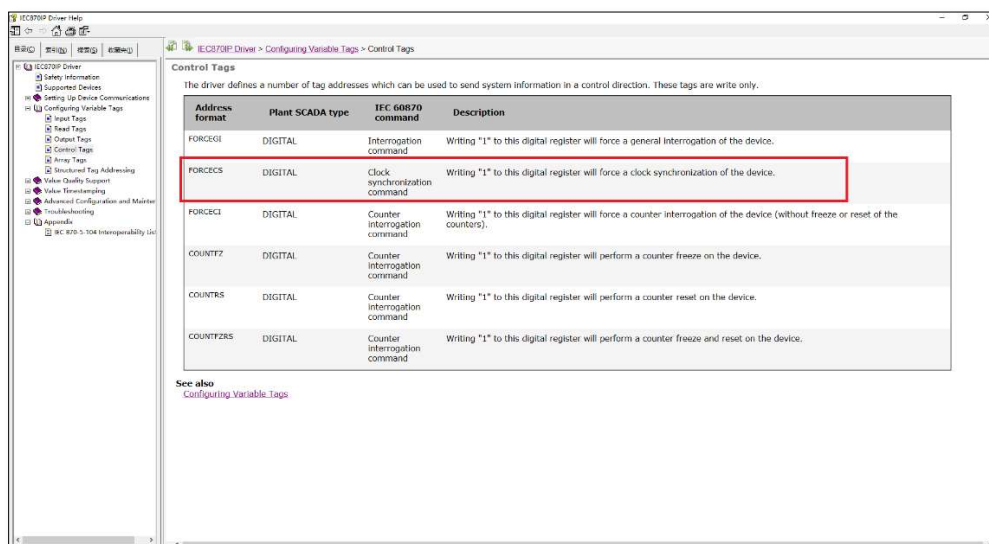 IEC870IP Driver Help
目录(C) 索引(N) 搜索(S) 收藏夹(I)
IEC870IP Driver > Configuring Variable Tags > Control Tags
IEC870IP Driver
Safety Information
Supported Devices
Setting Up Device Communications
Configuring Variable Tags
Input Tags
Read Tags
Output Tags
Control Tags
Array Tags
Structured Tag Addressing
Value Quality Support
Value Timestamping
Advanced Configuration and Mainter
Troubleshooting
Appendix
IEC 870-5-104 Interoperability List
Control Tags
The driver defines a number of tag addresses which can be used to send system information in a control direction. These tags are write only.
Address format Plant SCADA type IEC 60870 command Description
FORCEGI DIGITAL Interrogation command Writing "1" to this digital register will force a general interrogation of the device.
FORCECS DIGITAL Clock synchronization command Writing "1" to this digital register will force a clock synchronization of the device.
FORCECI DIGITAL Counter interrogation command Writing "1" to this digital register will force a counter interrogation of the device (without freeze or reset of the counters).
COUNTFZ DIGITAL Counter interrogation command Writing "1" to this digital register will perform a counter freeze on the device.
COUNTRS DIGITAL Counter interrogation command Writing "1" to this digital register will perform a counter reset on the device.
COUNTFZRS DIGITAL Counter interrogation command Writing "1" to this digital register will perform a counter freeze and reset on the device.
See also
Configuring Variable Tags